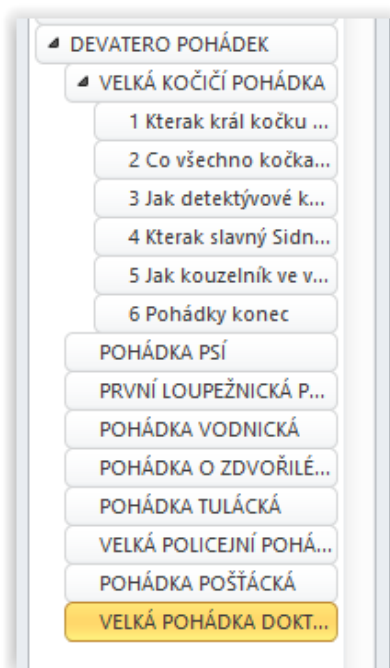 DEVATERO POHÁDEK
VELKÁ KOČIČÍ POHÁDKA
1 Kterak král kočku ...
2 Co všechno kočka...
3 Jak detektývové k...
4 Kterak slavný Sidn...
5 Jak kouzelník ve v...
6 Pohádky konec
POHÁDKA PSÍ
PRVNÍ LOUPEŽNICKÁ P...
POHÁDKA VODNICKÁ
POHÁDKA O ZDVOŘILÉ...
POHÁDKA TULÁCKÁ
VELKÁ POLICEJNÍ POHÁ...
POHÁDKA POŠŤÁCKÁ
VELKÁ POHÁDKA DOKT...